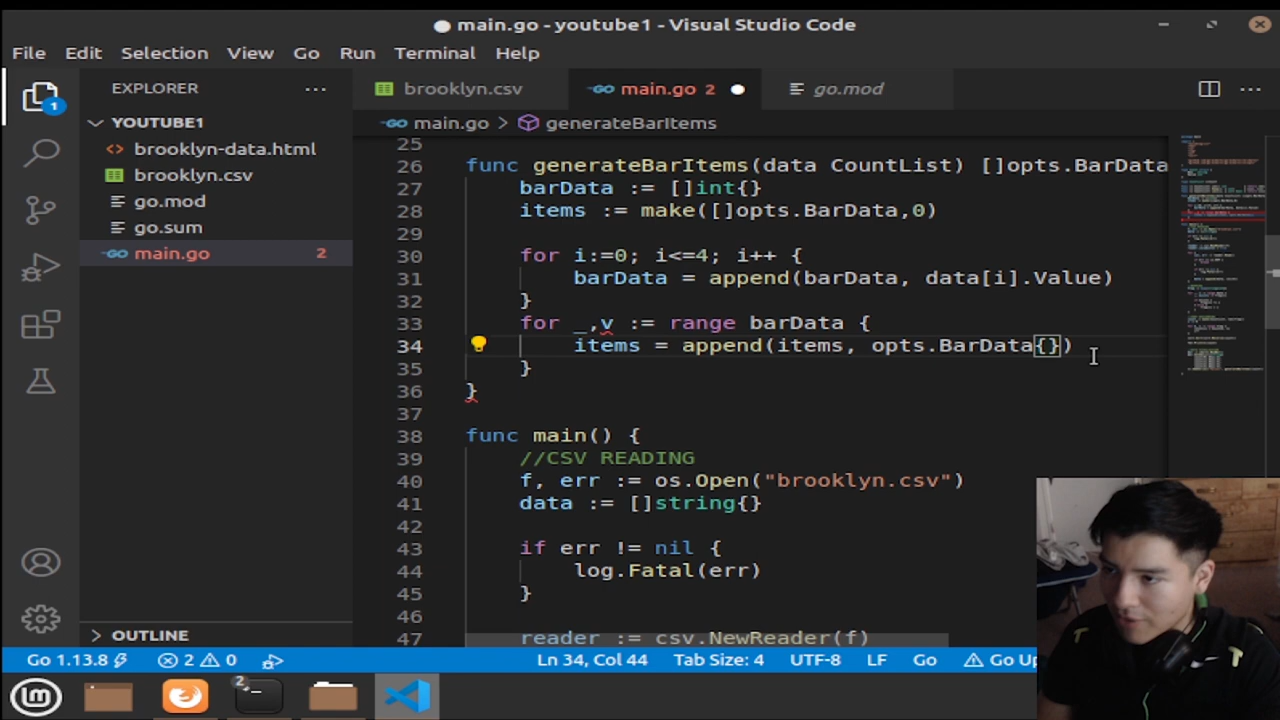 main.go - youtube1 - Visual Studio Code
File Edit Selection View Go Run Terminal Help
EXPLORER
brooklyn.csv
main.go 2
go.mod
1
YOUTUBE1
brooklyn-data.html
brooklyn.csv
go.mod
go.sum
main.go 2
main.go > generateBarItems
25
26 func generateBarItems(data CountList) []opts.BarData
27 barData := []int{}
28 items := make([]opts.BarData,0)
29
30 for i:=0; i<=4; i++ {
31 barData = append(barData, data[i].Value)
32 }
33 for _,v := range barData {
34 items = append(items, opts.BarData{})
35 }
36 }
37
38 func main() {
39 //CSV READING
40 f, err := os.Open("brooklyn.csv")
41 data := []string{}
42
43 if err != nil {
44 log.Fatal(err)
45 }
46
47 reader := csv.NewReader(f)
OUTLINE
Go 1.13.8 2 0 Ln 34, Col 44 Tab Size: 4 UTF-8 LF Go
2